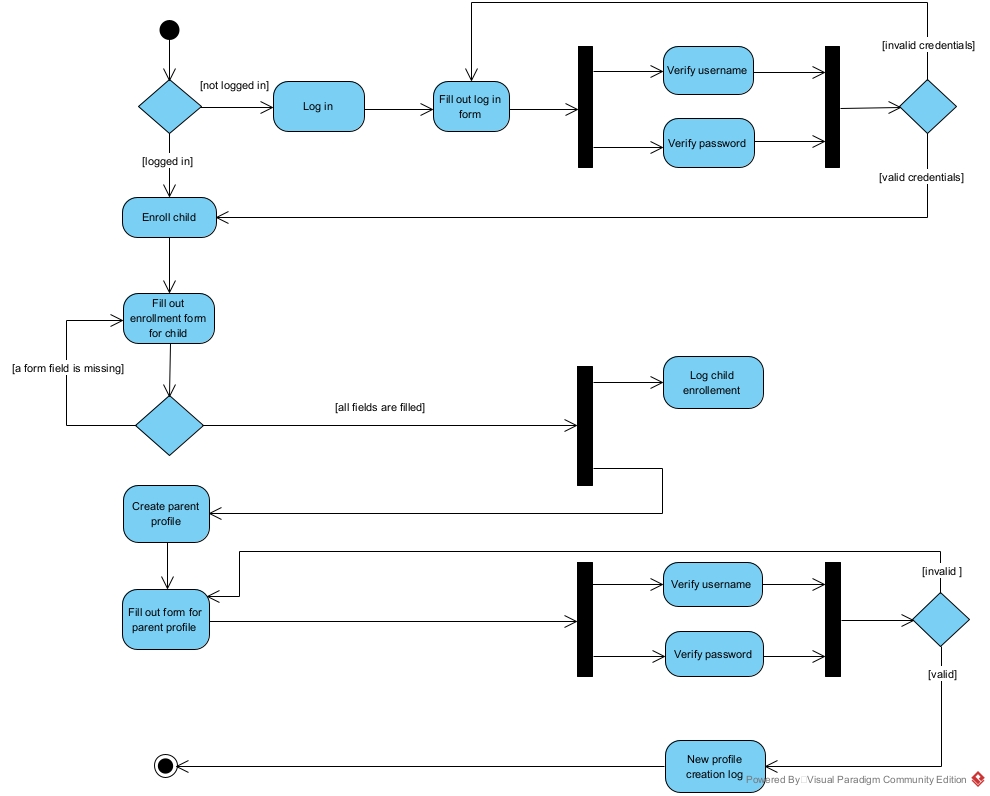 [invalid credentials]
[not logged in]
Log in
Fill out log in
form
Verify username
Verify password
[logged in]
[valid credentials]
Enroll child
Fill out
enrollment form
for child
[a form field is missing]
Log child
enrollement
[all fields are filled]
Create parent
profile
[invalid ]
Verify username
Fill out form for
parent profile
Verify password
[valid]
New profile
creation log
Powered By Visual Paradigm Community Edition